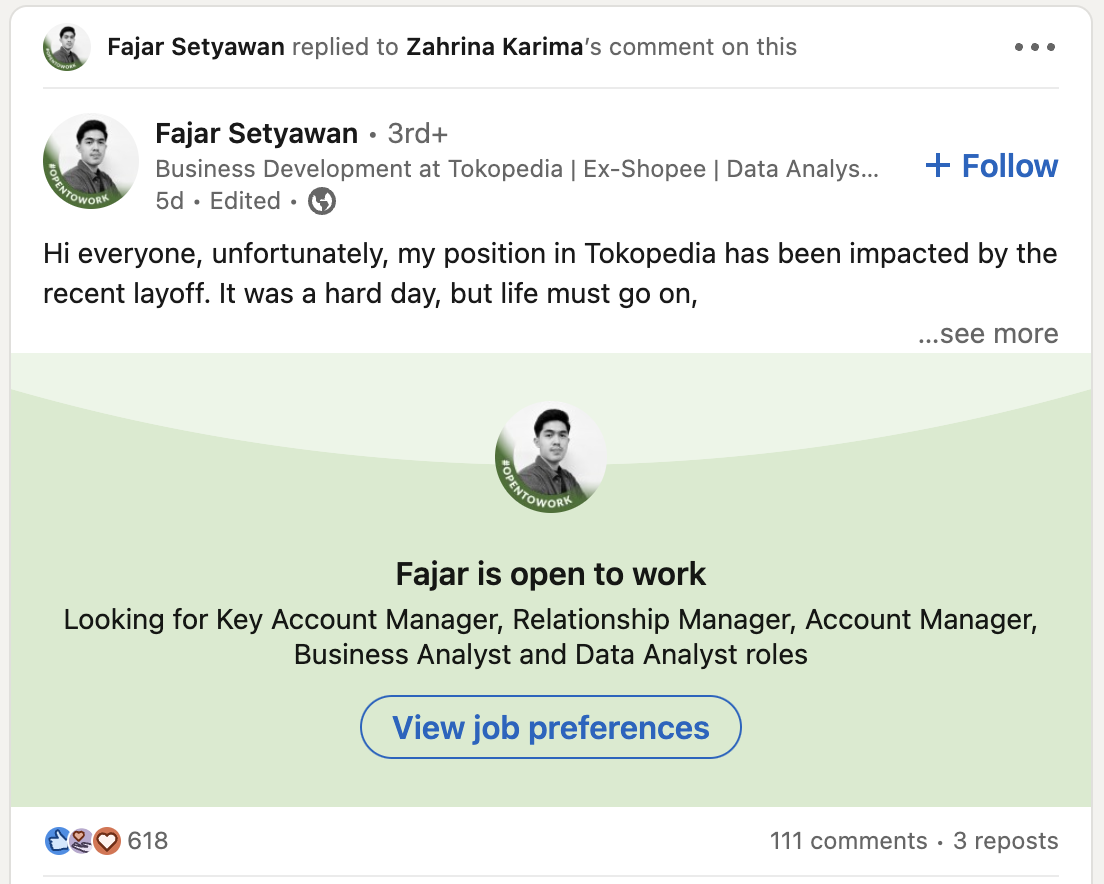 Fajar Setyawan replied to Zahrina Karima's comment on this
Fajar Setyawan • 3rd+
Business Development at Tokopedia | Ex-Shopee | Data Analys...
+ Follow
5d • Edited •
#OPENTOWORK
Hi everyone, unfortunately, my position in Tokopedia has been impacted by the
recent layoff. It was a hard day, but life must go on,
...see more
#OPENTOWORK
Fajar is open to work
Looking for Key Account Manager, Relationship Manager, Account Manager,
Business Analyst and Data Analyst roles
View job preferences
618
111 comments • 3 reposts